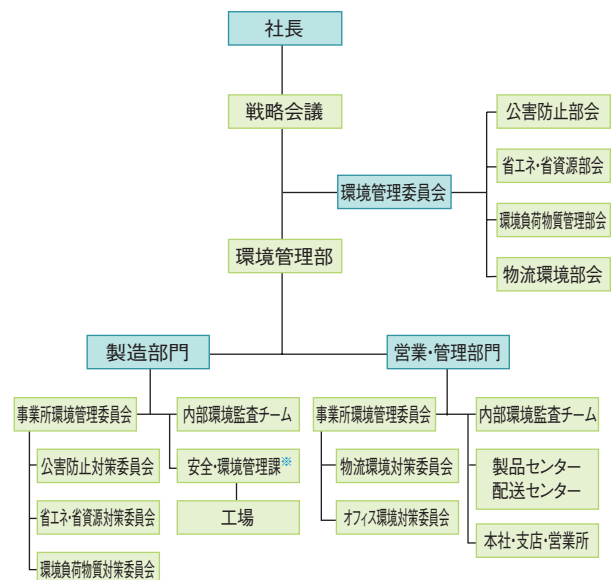 社長
戦略会議
公害防止部会
省エネ・省資源部会
環境管理委員会
環境負荷物質管理部会
環境管理部
物流環境部会
製造部門
営業・管理部門
事業所環境管理委員会
内部環境監査チーム
事業所環境管理委員会
内部環境監査チーム
公害防止対策委員会
安全・環境管理課※
物流環境対策委員会
製品センター
配送センター
省エネ・省資源対策委員会
工場
オフィス環境対策委員会
本社・支店・営業所
環境負荷物質対策委員会